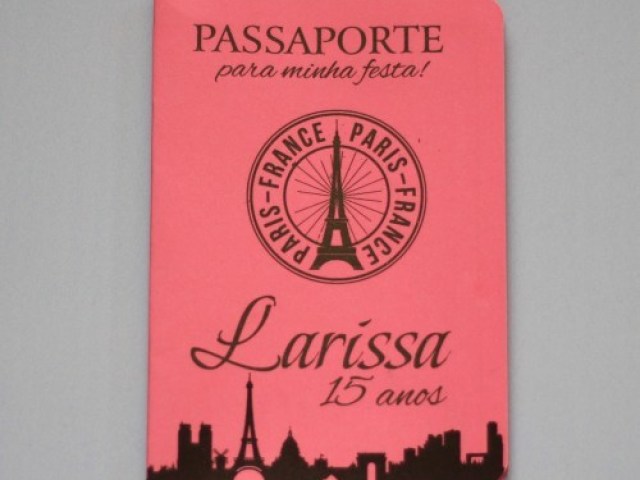 PASSAPORTE
para minha festa!
PARIS-FRANCE PARIS-FRANCE
Larissa
15 anos